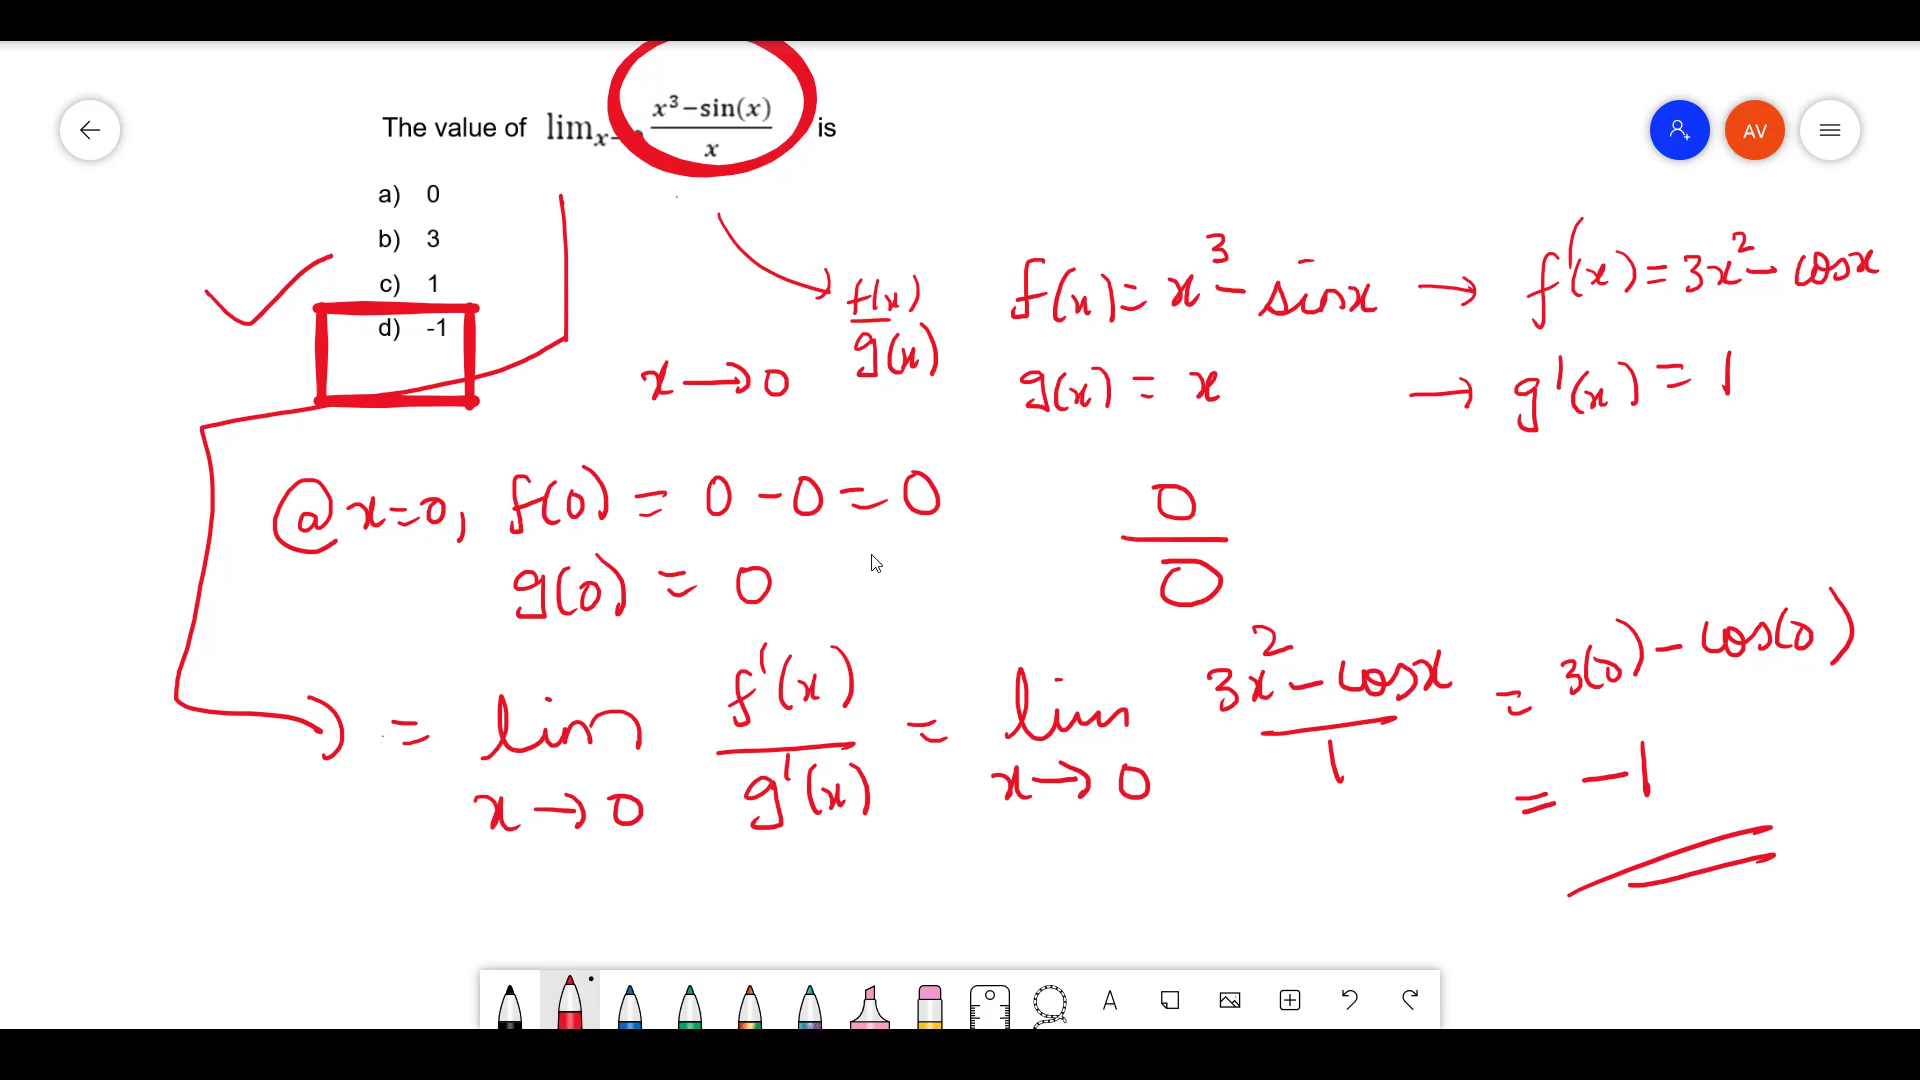 The value of lim x→0 (x³−sin(x))/x is
a) 0
b) 3
c) 1
d) -1
AV
f(x)/g(x)
x → 0
f(x) = x³ - sinx → f'(x) = 3x² - cosx
g(x) = x → g'(x) = 1
@ x=0, f(0) = 0 - 0 = 0
g(0) = 0
0/0
= lim x→0 f'(x)/g'(x) = lim x→0 (3x² - cosx)/1 = 3(0) - cos(0)
= -1
A